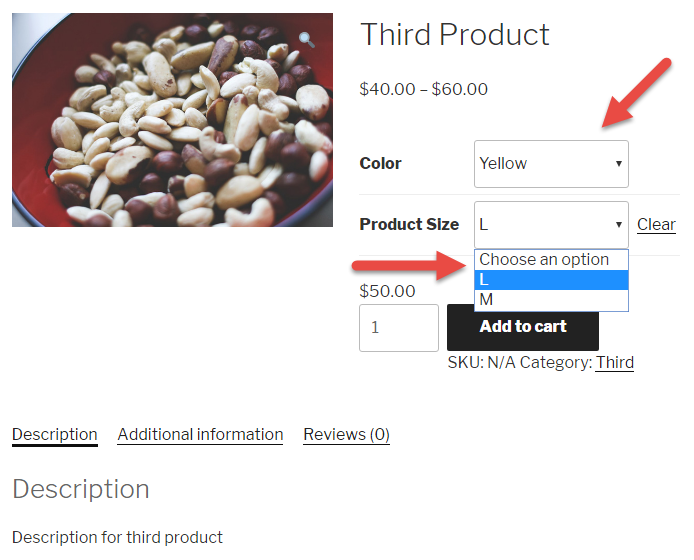 Third Product
$40.00 – $60.00
Color Yellow
Product Size L Clear
Choose an option
L
M
$50.00
1 Add to cart
SKU: N/A Category: Third
Description Additional information Reviews (0)
Description
Description for third product